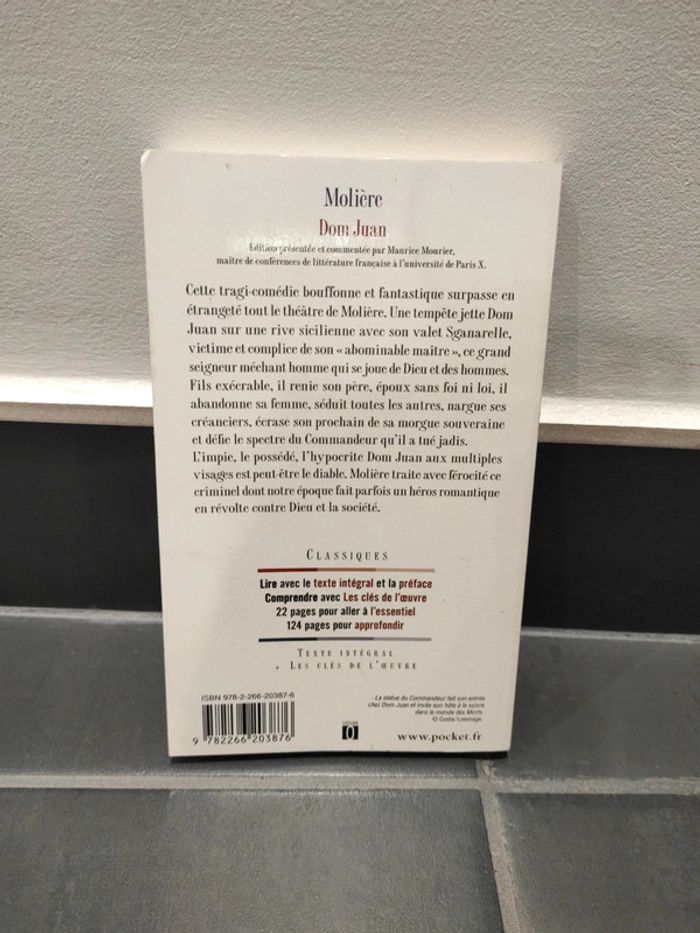 Molière
Dom Juan
Edition présentée et commentée par Maurice Mourier,
maître de conférences de littérature française à l'université de Paris X.
Cette tragi-comédie bouffonne et fantastique surpasse en
étrangeté tout le théâtre de Molière. Une tempête jette Dom
Juan sur une rive sicilienne avec son valet Sganarelle,
victime et complice de son « abominable maître », ce grand
seigneur méchant homme qui se joue de Dieu et des hommes.
Fils exécrable, il renie son père, époux sans foi ni loi, il
abandonne sa femme, séduit toutes les autres, nargue ses
créanciers, écrase son prochain de sa morgue souveraine
et défie le spectre du Commandeur qu'il a tué jadis.
L'impie, le possédé, l'hypocrite Dom Juan aux multiples
visages est peut-être le diable. Molière traite avec férocité ce
criminel dont notre époque fait parfois un héros romantique
en révolte contre Dieu et la société.
CLASSIQUES
Lire avec le texte intégral et la préface
Comprendre avec Les clés de l'œuvre
22 pages pour aller à l'essentiel
124 pages pour approfondir
TEXTE INTÉGRAL
+ LES CLÉS DE L'ŒUVRE
ISBN 978-2-266-20387-6
9 782266 203876
- La statue du Commandeur fait son entrée
chez Dom Juan et invite son hôte à le suivre
dans le monde des Morts.
© Costa / Leemage.
www.pocket.fr